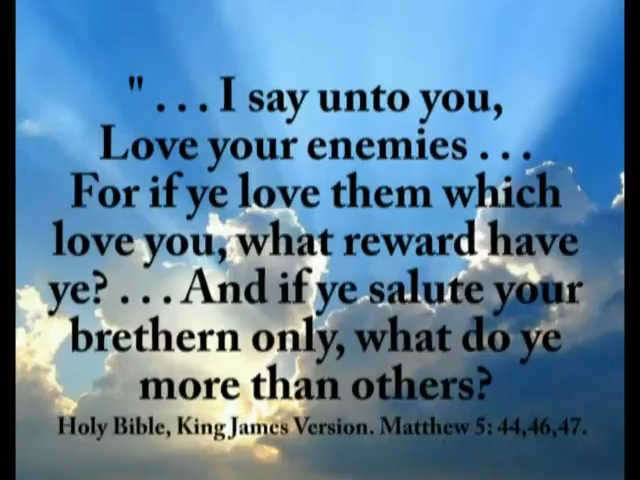 " . . . I say unto you,
Love your enemies . . .
For if ye love them which
love you, what reward have
ye? . . . And if ye salute your
brethern only, what do ye
more than others?
Holy Bible, King James Version. Matthew 5: 44,46,47.